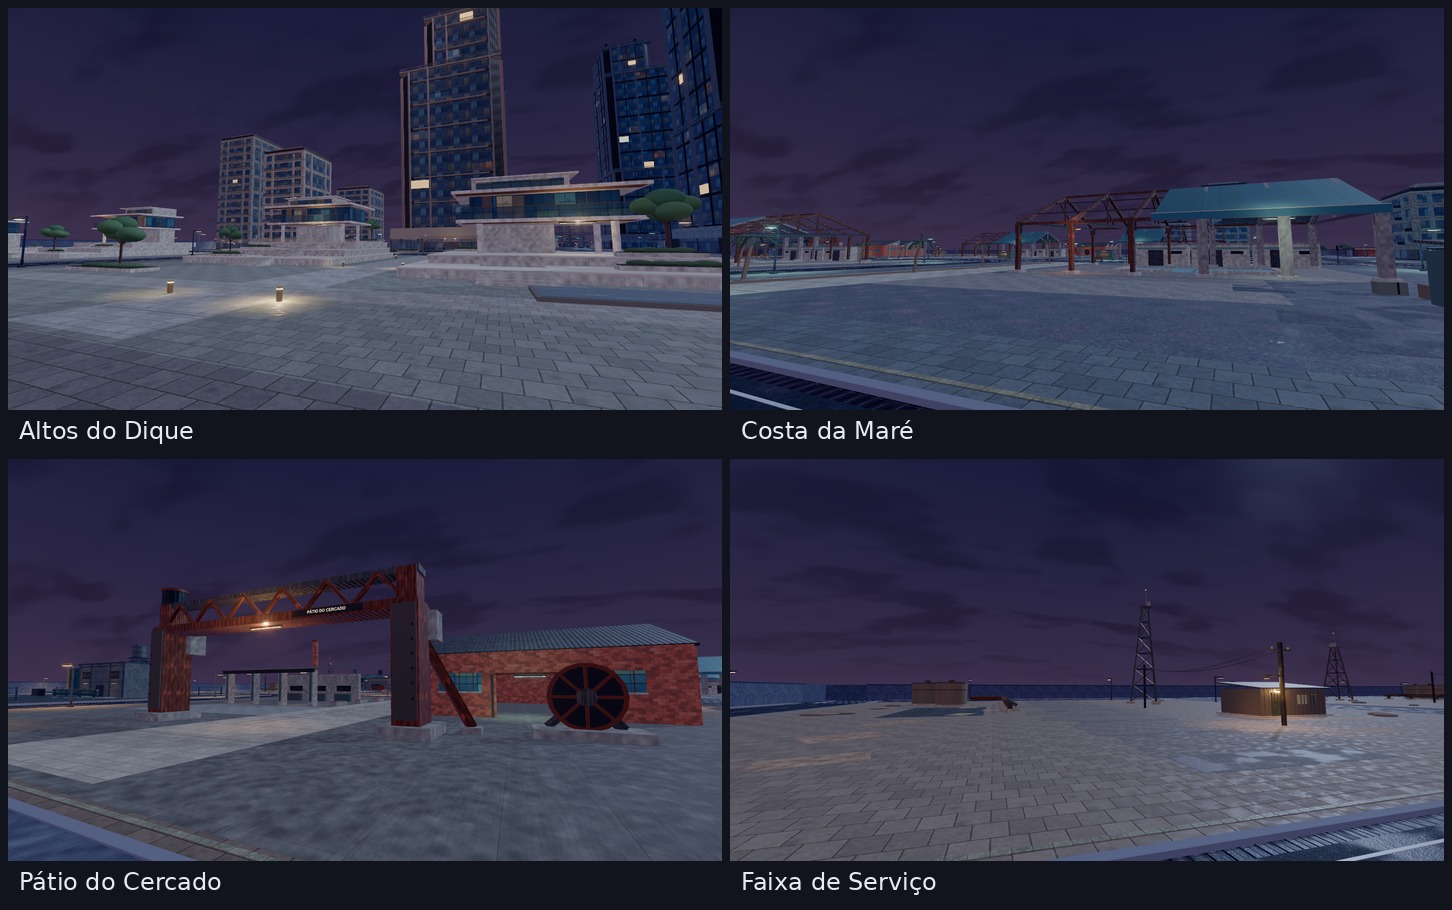 Altos do Dique
Costa da Maré
PÁTIO DO CERCADO
Pátio do Cercado
Faixa de Serviço